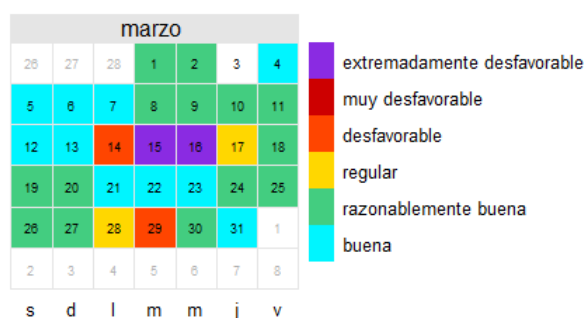 marzo
26 27 28 1 2 3 4
5 6 7 8 9 10 11
12 13 14 15 16 17 18
19 20 21 22 23 24 25
26 27 28 29 30 31 1
2 3 4 5 6 7 8
s d l m m j v
extremadamente desfavorable
muy desfavorable
desfavorable
regular
razonablemente buena
buena